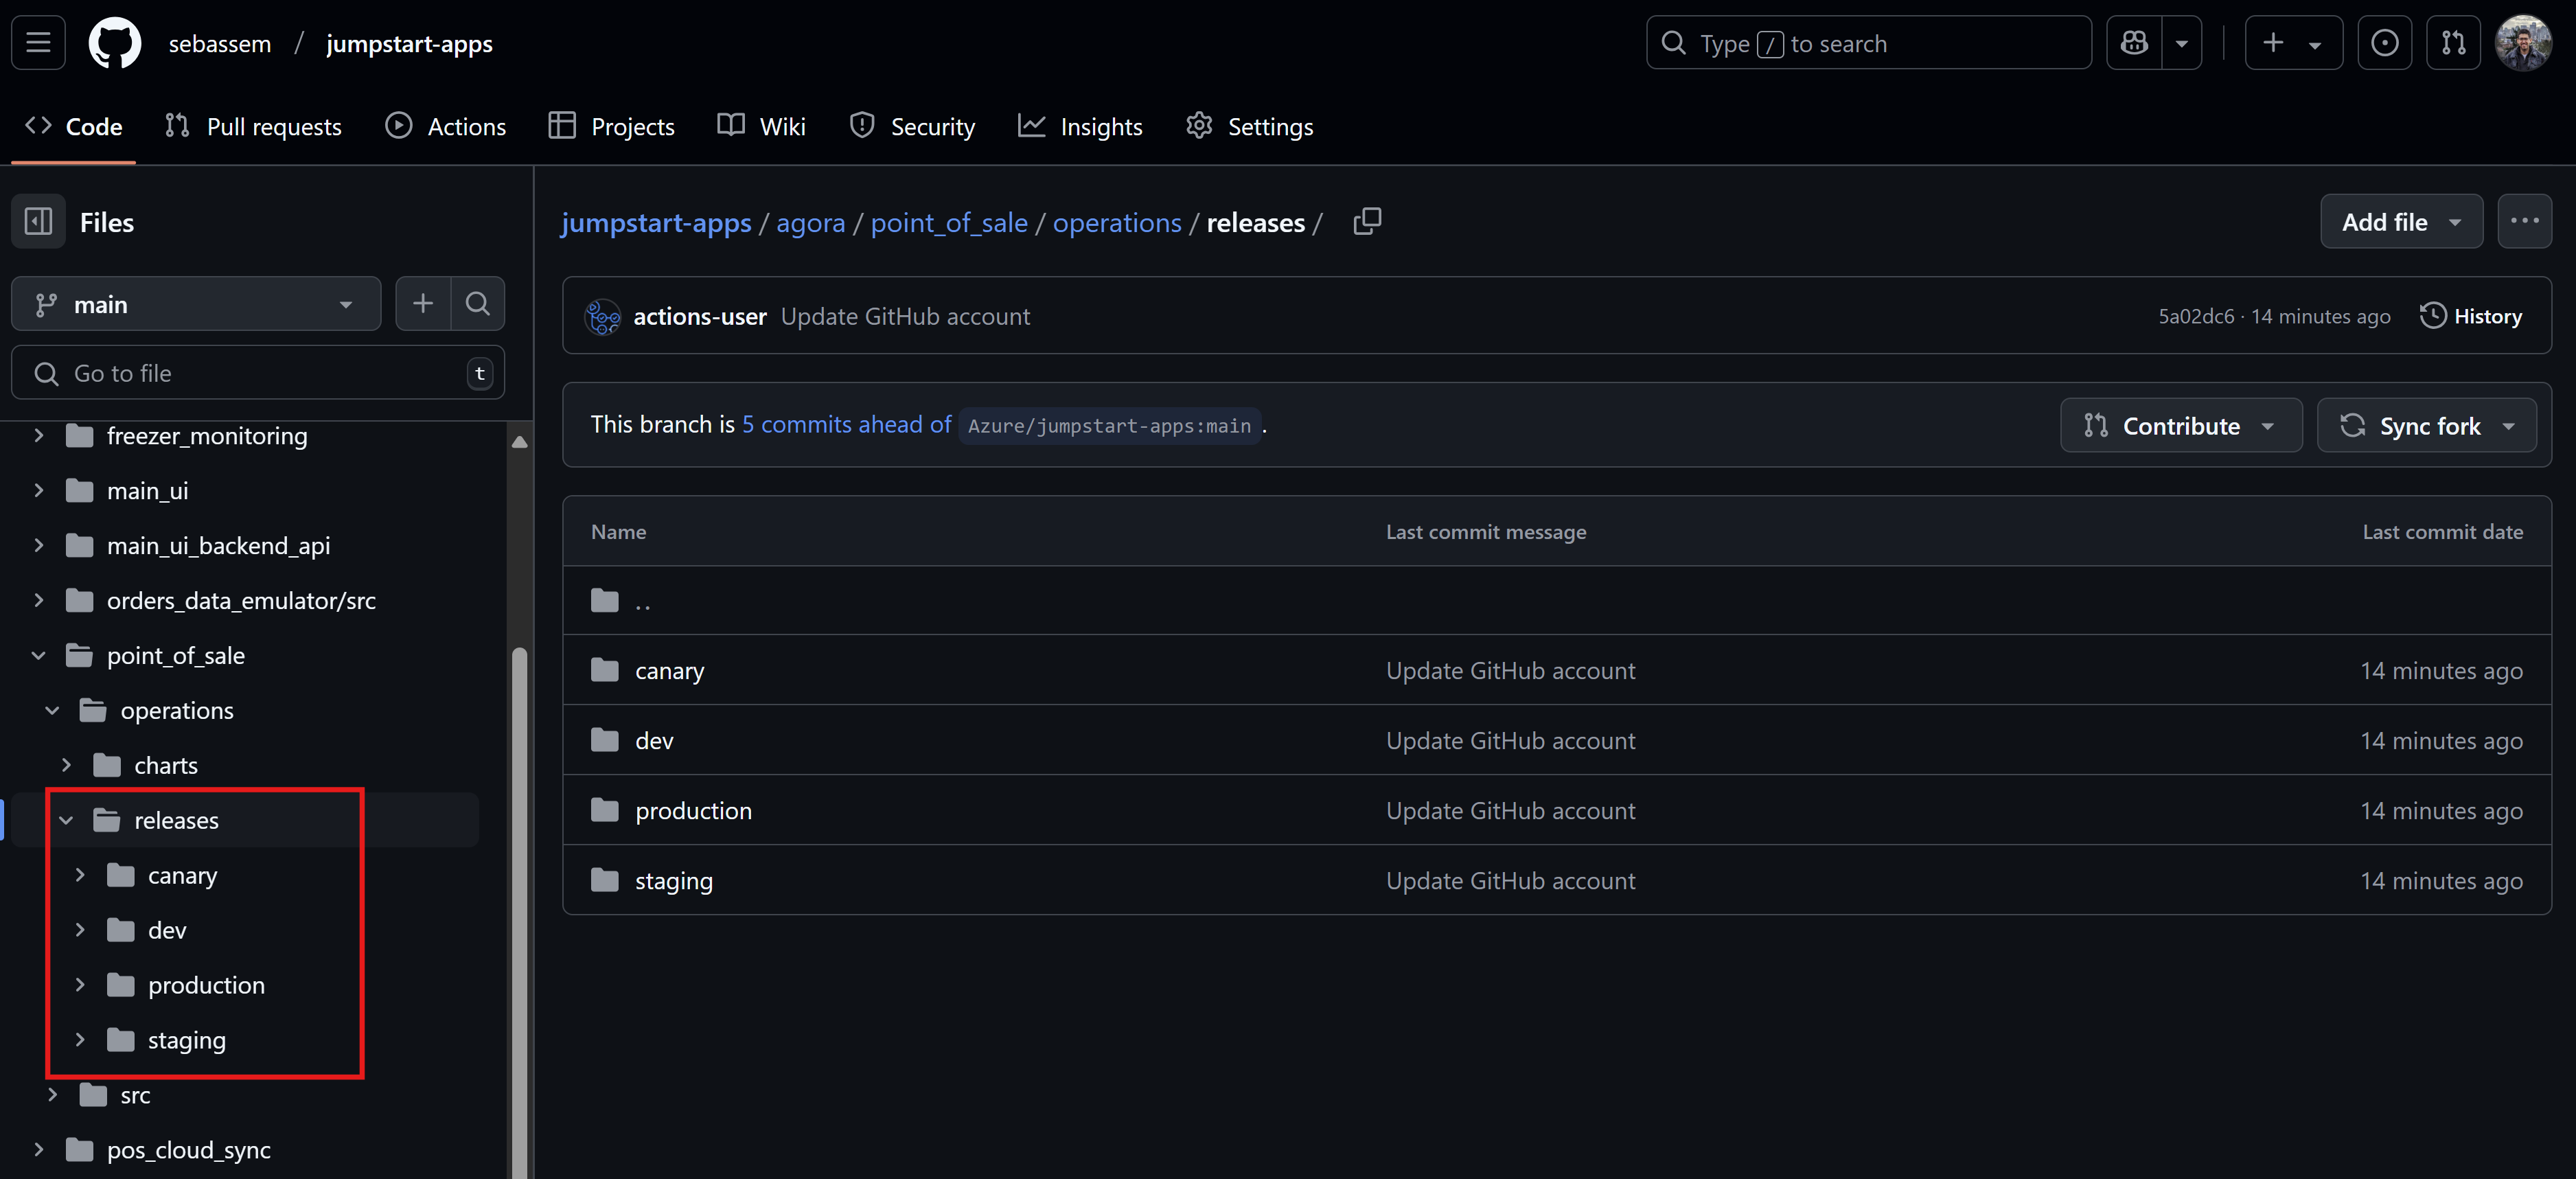 sebassem / jumpstart-apps
Type / to search
Code
Pull requests
Actions
Projects
Wiki
Security
Insights
Settings
Files
main
Go to file
t
freezer_monitoring
main_ui
main_ui_backend_api
orders_data_emulator/src
point_of_sale
operations
charts
releases
canary
dev
production
staging
src
pos_cloud_sync
jumpstart-apps / agora / point_of_sale / operations / releases /
Add file
actions-user Update GitHub account
5a02dc6 · 14 minutes ago
History
This branch is 5 commits ahead of Azure/jumpstart-apps:main .
Contribute
Sync fork
Name Last commit message Last commit date
..
canary Update GitHub account 14 minutes ago
dev Update GitHub account 14 minutes ago
production Update GitHub account 14 minutes ago
staging Update GitHub account 14 minutes ago